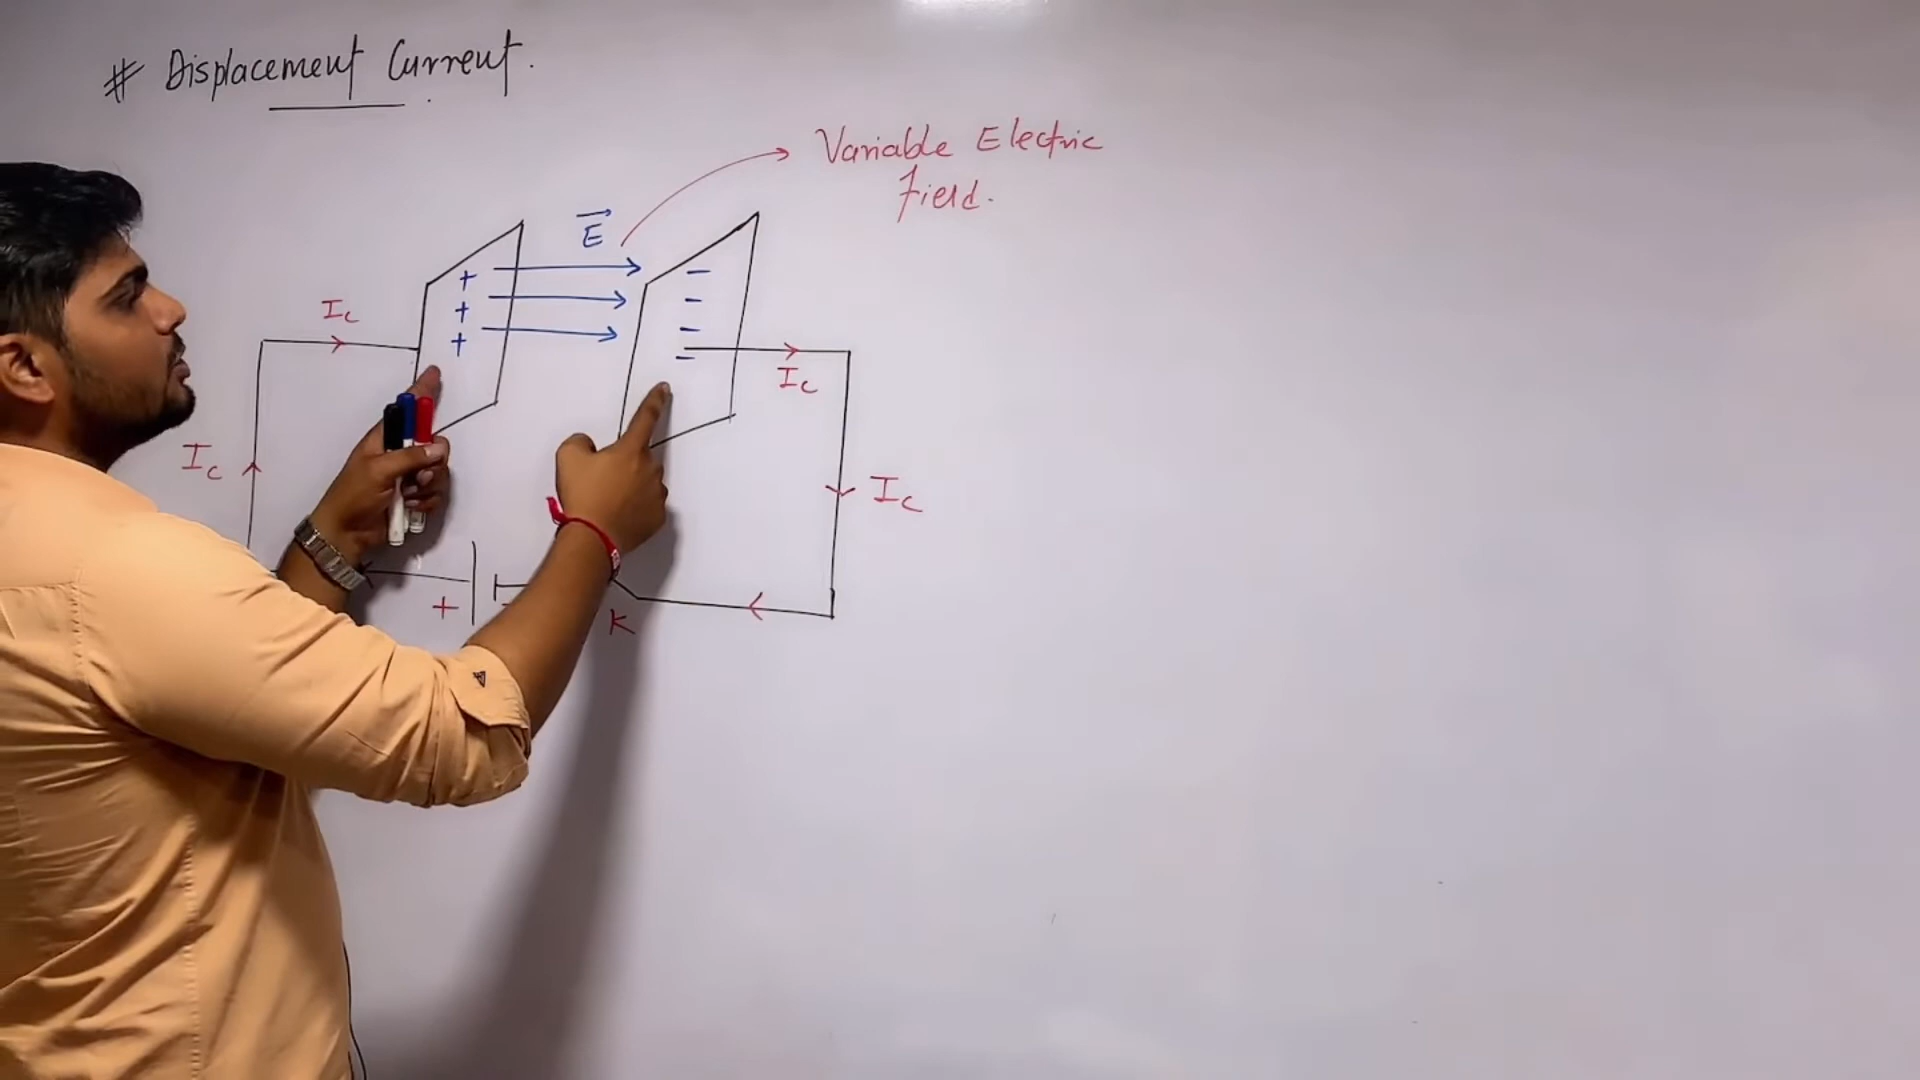 # Displacement Current.
Variable Electric
Field.
E
+ + +
- - - -
Ic
Ic
Ic
Ic
+
-
K